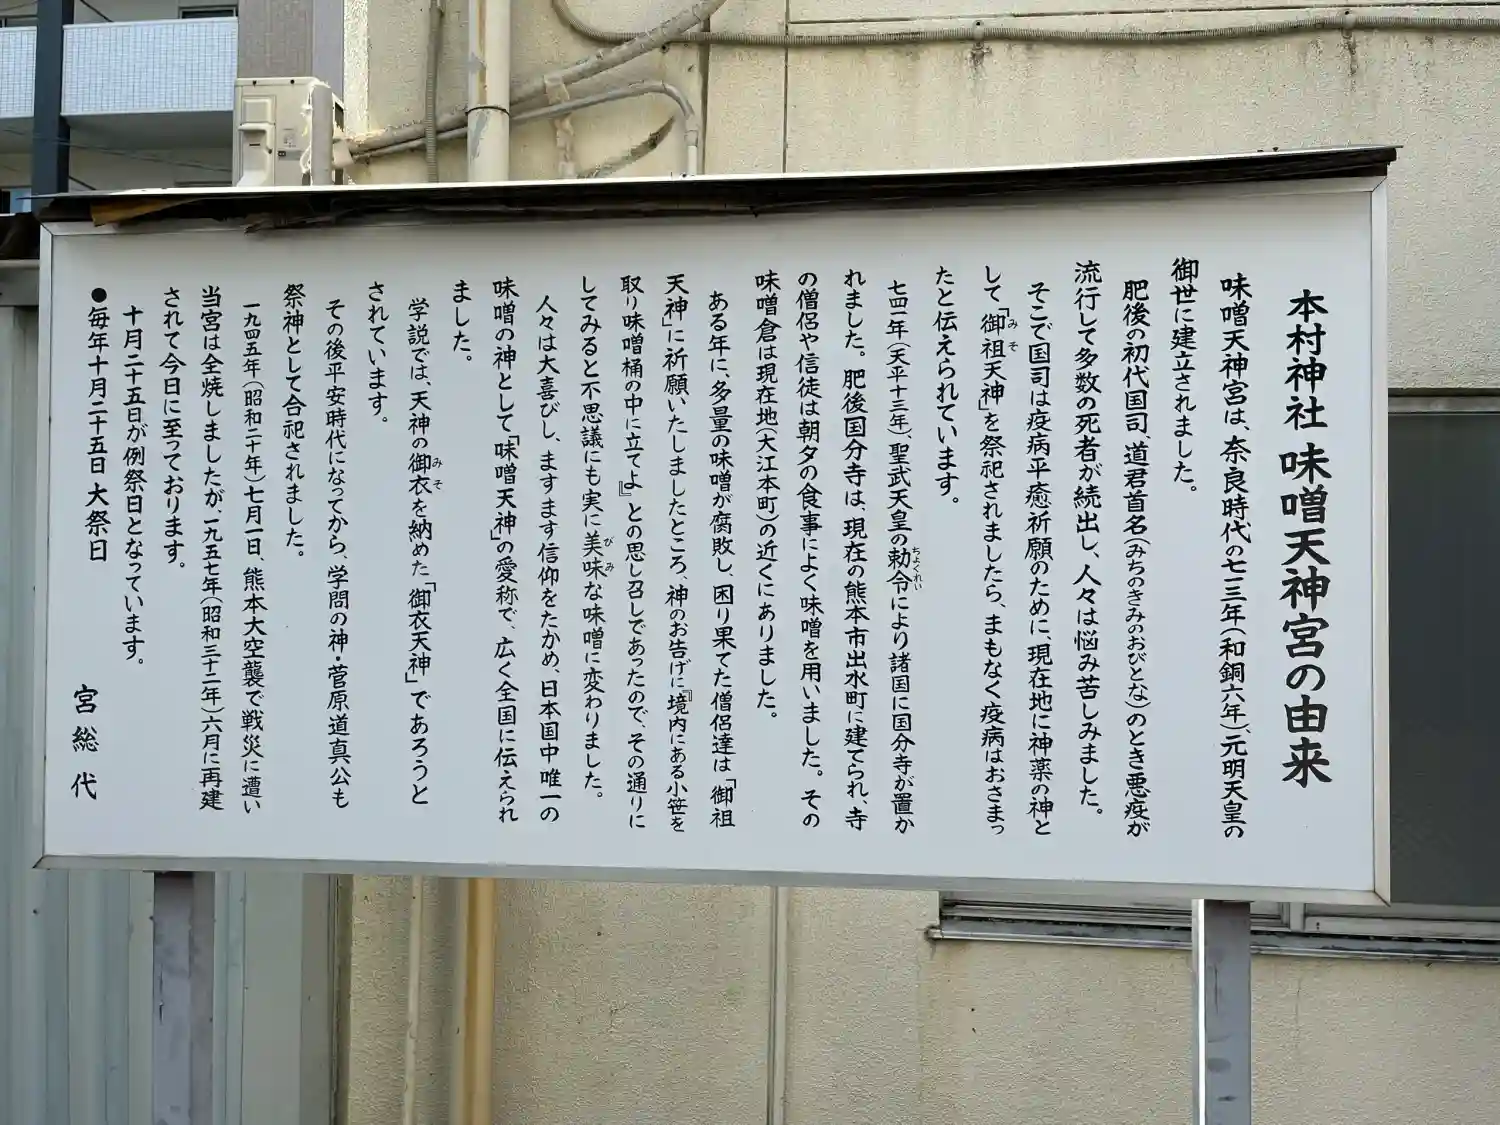 本村神社 味噌天神宮の由来
味噌天神宮は、奈良時代の七一三年(和銅六年)、元明天皇の
御世に建立されました。
肥後の初代国司、道君首名(みちのきみのおびとな)のとき悪疫が
流行して多数の死者が続出し、人々は悩み苦しみました。
そこで国司は疫病平癒祈願のために、現在地に神薬の神と
して「御祖天神」を祭祀されましたら、まもなく疫病はおさまっ
みそ
たと伝えられています。
七四一年(天平十三年)、聖武天皇の勅令により諸国に国分寺が置か
ちょくれい
れました。肥後国分寺は、現在の熊本市出水町に建てられ、寺
の僧侶や信徒は朝夕の食事によく味噌を用いました。その
味噌倉は現在地(大江本町)の近くにありました。
ある年に、多量の味噌が腐敗し、困り果てた僧侶達は「御祖
天神」に祈願いたしましたところ、神のお告げに『境内にある小笹を
取り味噌桶の中に立てよ』との思し召しであったので、その通りに
してみると不思議にも実に美味な味噌に変わりました。
びみ
人々は大喜びし、ますます信仰をたかめ、日本国中唯一の
味噌の神として「味噌天神」の愛称で、広く全国に伝えられ
ました。
学説では、天神の御衣を納めた「御衣天神」であろうと
みそ
されています。
その後平安時代になってから、学問の神・菅原道真公も
祭神として合祀されました。
一九四五年(昭和二十年)七月一日、熊本大空襲で戦災に遭い
当宮は全焼しましたが、一九五七年(昭和三十二年)六月に再建
されて今日に至っております。
十月二十五日が例祭日となっています。
●毎年十月二十五日 大祭日
宮総代